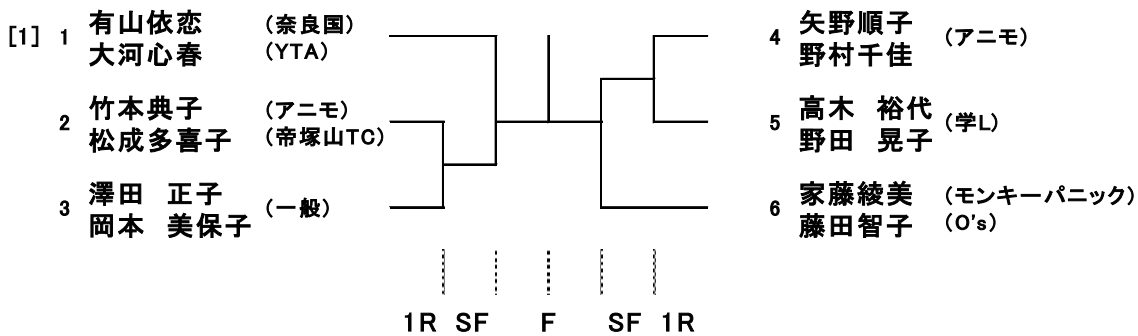 [1] 1 有山依恋 (奈良国)
大河心春 (YTA)
2 竹本典子 (アニモ)
松成多喜子 (帝塚山TC)
3 澤田 正子 (一般)
岡本 美保子
4 矢野順子 (アニモ)
野村千佳
5 高木 裕代 (学L)
野田 晃子
6 家藤綾美 (モンキーパニック)
藤田智子 (O's)
1R SF F SF 1R